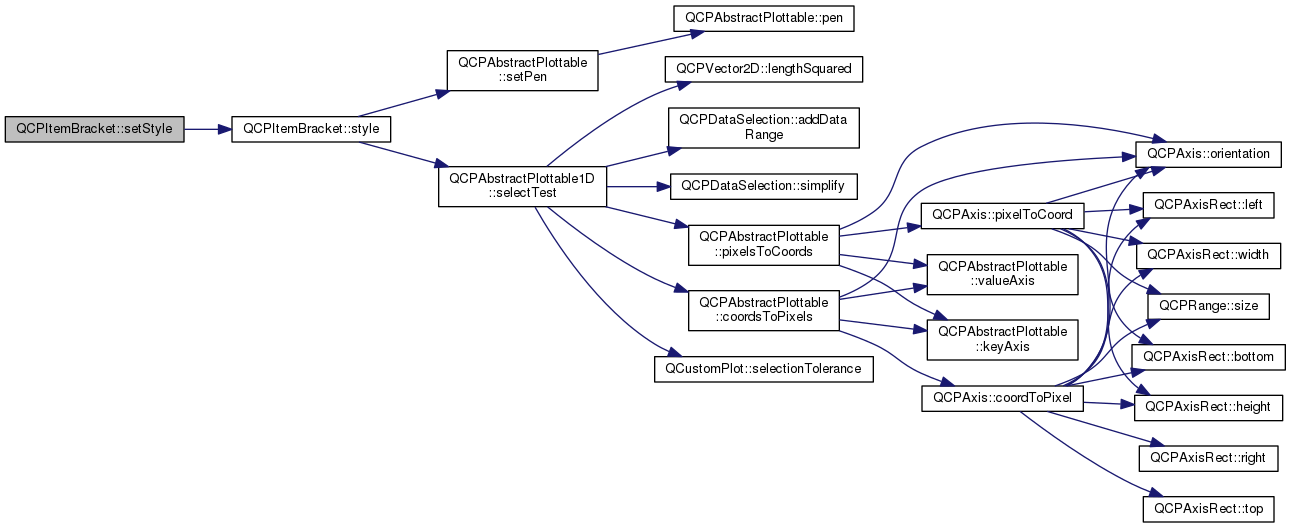 QCPItemBracket::setStyle
QCPItemBracket::style
QCPAbstractPlottable
::setPen
QCPAbstractPlottable::pen
QCPAbstractPlottable1D
::selectTest
QCPVector2D::lengthSquared
QCPDataSelection::addData
Range
QCPDataSelection::simplify
QCPAbstractPlottable
::pixelsToCoords
QCPAbstractPlottable
::coordsToPixels
QCustomPlot::selectionTolerance
QCPAxis::pixelToCoord
QCPAbstractPlottable
::valueAxis
QCPAbstractPlottable
::keyAxis
QCPAxis::coordToPixel
QCPAxis::orientation
QCPAxisRect::left
QCPAxisRect::width
QCPRange::size
QCPAxisRect::bottom
QCPAxisRect::height
QCPAxisRect::right
QCPAxisRect::top